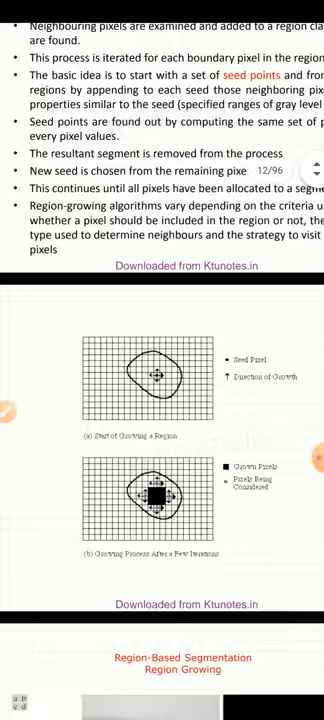 Neighbouring pixels are examined and added to a region cla
are found.
• This process is iterated for each boundary pixel in the region
• The basic idea is to start with a set of seed points and from
regions by appending to each seed those neighboring pix
properties similar to the seed (specified ranges of gray level
• Seed points are found out by computing the same set of p
every pixel values.
• The resultant segment is removed from the process
• New seed is chosen from the remaining pixe
12/96
• This continues until all pixels have been allocated to a segme
• Region-growing algorithms vary depending on the criteria u
whether a pixel should be included in the region or not, the
type used to determine neighbours and the strategy to visit
pixels
Downloaded from Ktunotes.in
Seed Pixel
Direction of Growth
(a) Start of Growing a Region
Grown Pixels
Pixels Being
Considered
(b) Growing Process After a Few Iterations
Downloaded from Ktunotes.in
Region-Based Segmentation
Region Growing
a b
c d